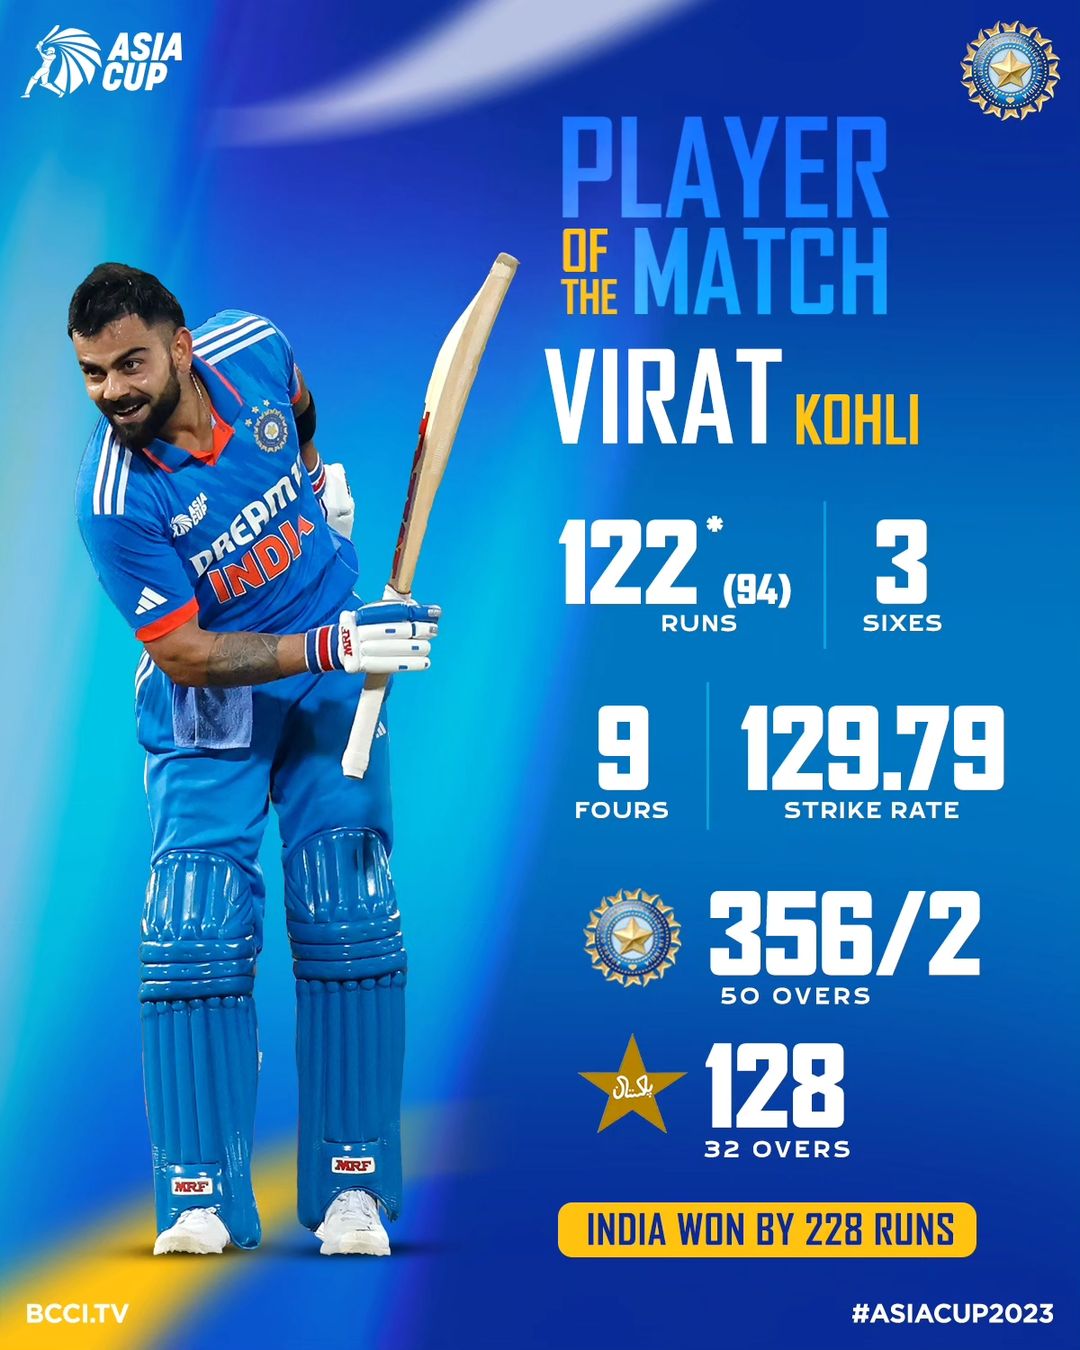 ASIA
CUP
PLAYER
OF
THE
MATCH
VIRAT KOHLI
122* (94)
RUNS
3
SIXES
9
FOURS
129.79
STRIKE RATE
356/2
50 OVERS
پاکستان
128
32 OVERS
INDIA WON BY 228 RUNS
ASIA
CUP
DREAM
INDIA
MRF
MRF
MRF
BCCI.TV
#ASIACUP2023